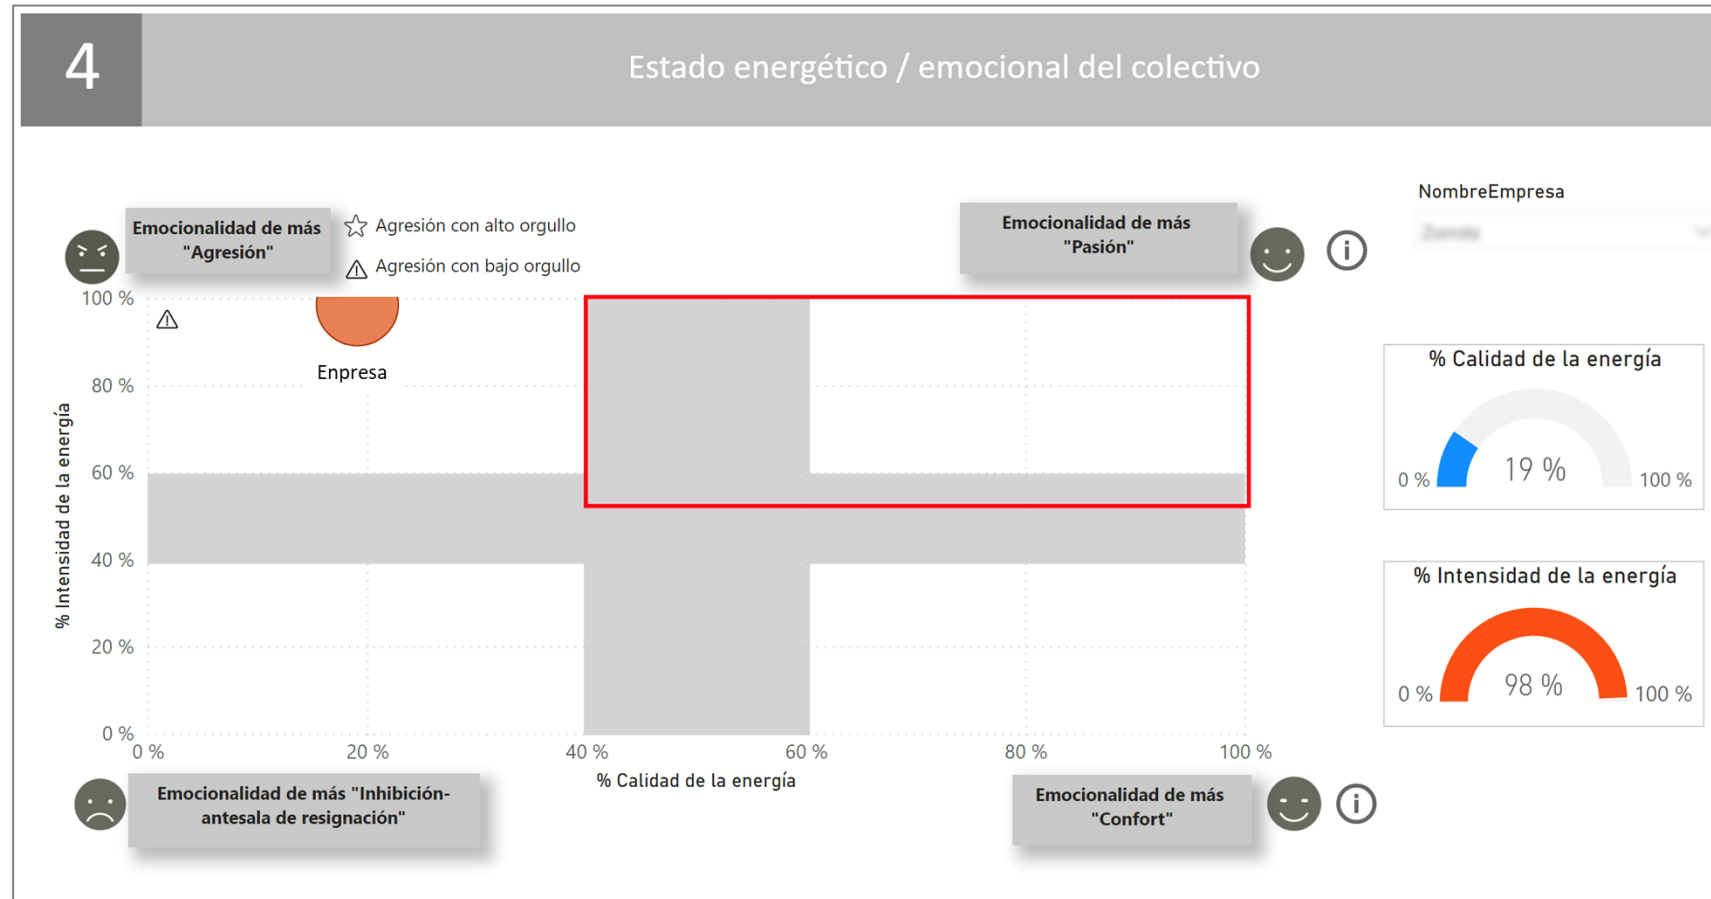 4
Estado energético / emocional del colectivo
Emocionalidad de más
"Agresión"
Agresión con alto orgullo
Agresión con bajo orgullo
Emocionalidad de más
"Pasión"
NombreEmpresa
100 %
80 %
60 %
40 %
20 %
0 %
% Intensidad de la energía
Enpresa
0 %
20 %
40 %
60 %
80 %
100 %
% Calidad de la energía
Emocionalidad de más "Inhibición-
antesala de resignación"
Emocionalidad de más
"Confort"
% Calidad de la energía
0 %
19 %
100 %
% Intensidad de la energía
0 %
98 %
100 %